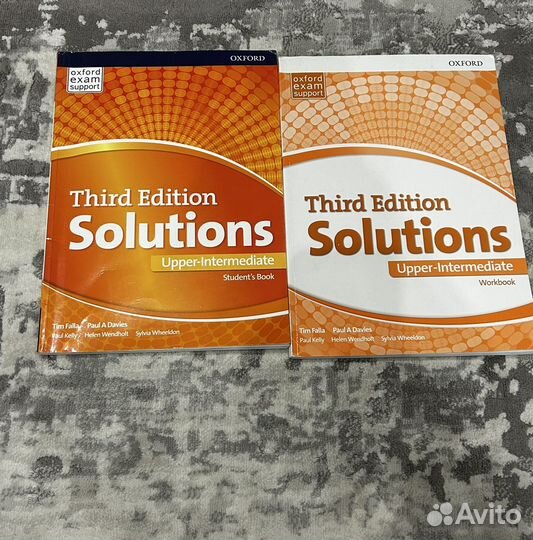 OXFORD
oxford
exam
support
Third Edition
Solutions
Upper-Intermediate
Student's Book
Tim Falla Paul A Davies
Paul Kelly Helen Wendholt Sylvia Wheeldon
OXFORD
oxford
exam
support
Third Edition
Solutions
Upper-Intermediate
Workbook
Tim Falla Paul A Davies
Paul Kelly Helen Wendholt Sylvia Wheeldon
Avito